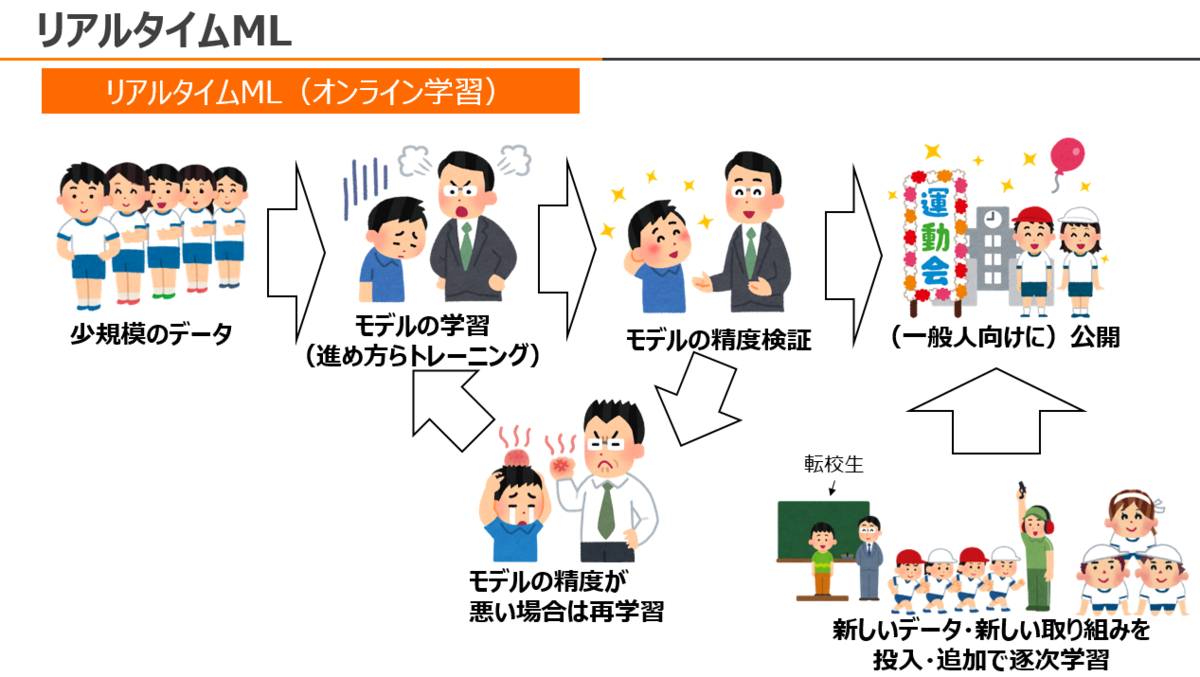 リアルタイムML
リアルタイムML（オンライン学習）
少規模のデータ
モデルの学習
（進め方らトレーニング）
モデルの精度検証
運動会
（一般人向けに）公開
モデルの精度が
悪い場合は再学習
転校生
新しいデータ・新しい取り組みを
投入・追加で逐次学習